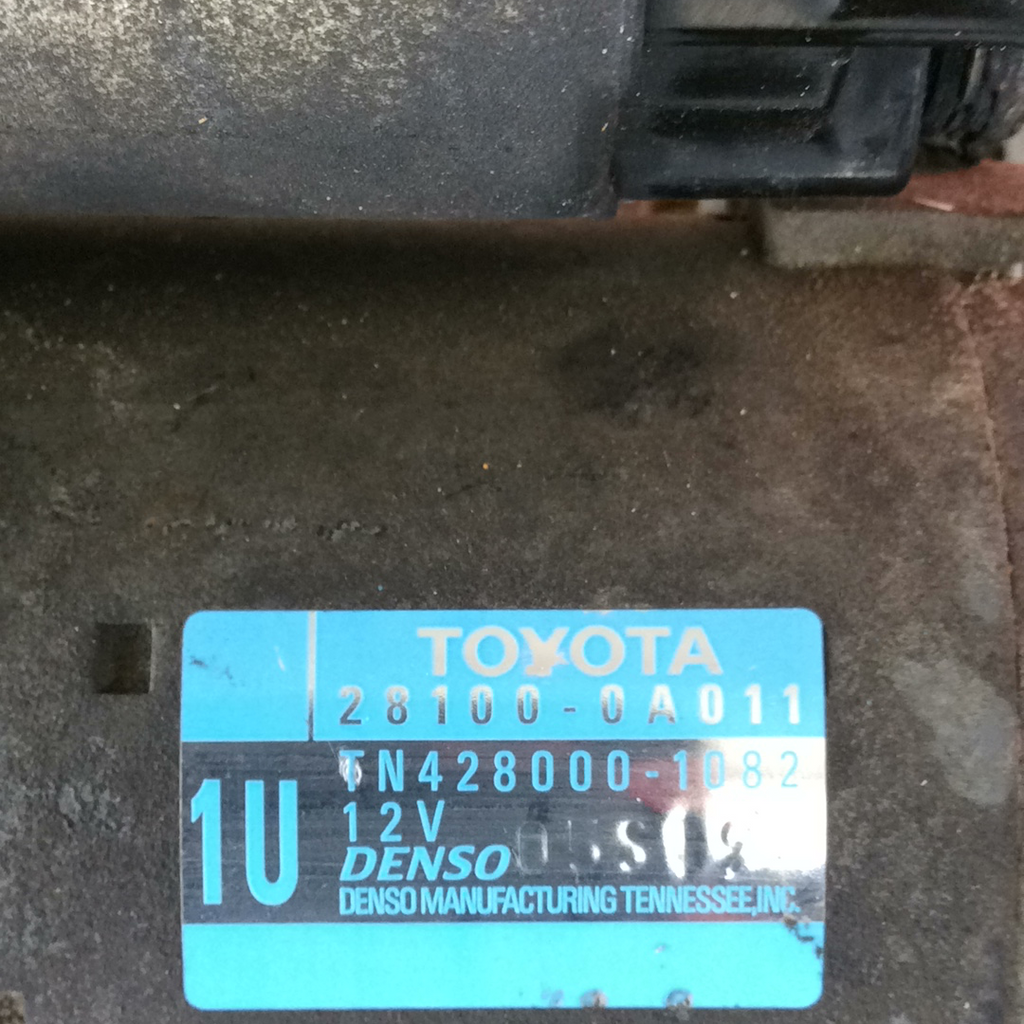 TOYOTA
28100-0A011
1U
TN428000-1082
12V
DENSO
DENSO MANUFACTURING TENNESSEE,INC.